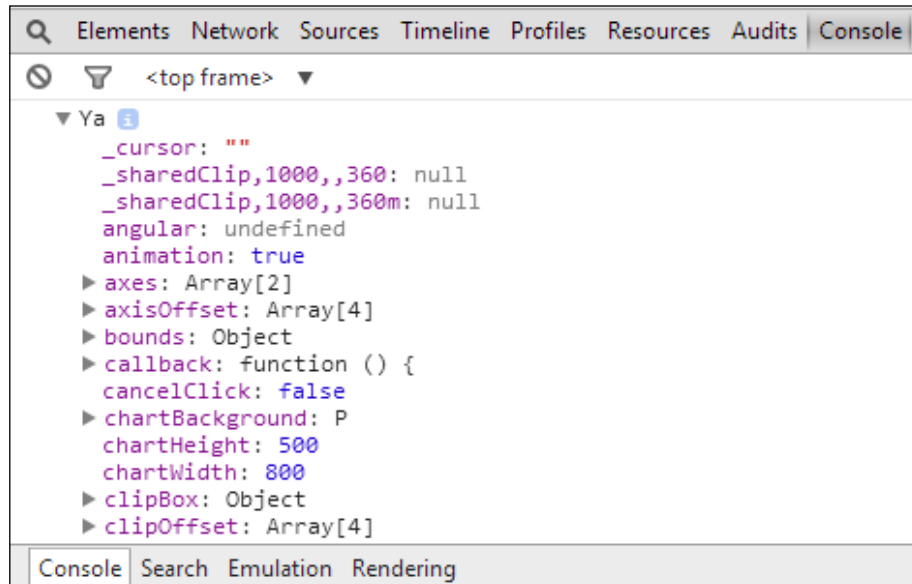 Elements Network Sources Timeline Profiles Resources Audits Console
<top frame> ▼
▼ Ya i
_cursor: ""
_sharedClip,1000,,360: null
_sharedClip,1000,,360m: null
angular: undefined
animation: true
▶ axes: Array[2]
▶ axisOffset: Array[4]
▶ bounds: Object
▶ callback: function () {
cancelClick: false
▶ chartBackground: P
chartHeight: 500
chartWidth: 800
▶ clipBox: Object
▶ clipOffset: Array[4]
Console Search Emulation Rendering